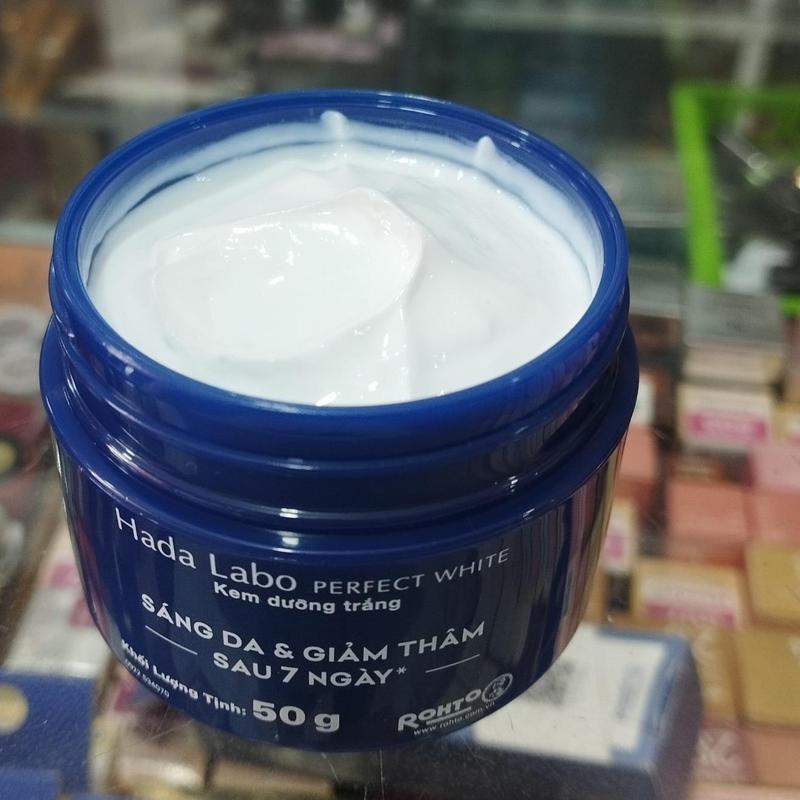 Hada Labo PERFECT WHITE
Kem dưỡng trắng
SÁNG DA & GIẢM THÂM
SAU 7 NGÀY*
Khối Lượng Tịnh: 50 g
ROHTO
www.rohto.com.vn